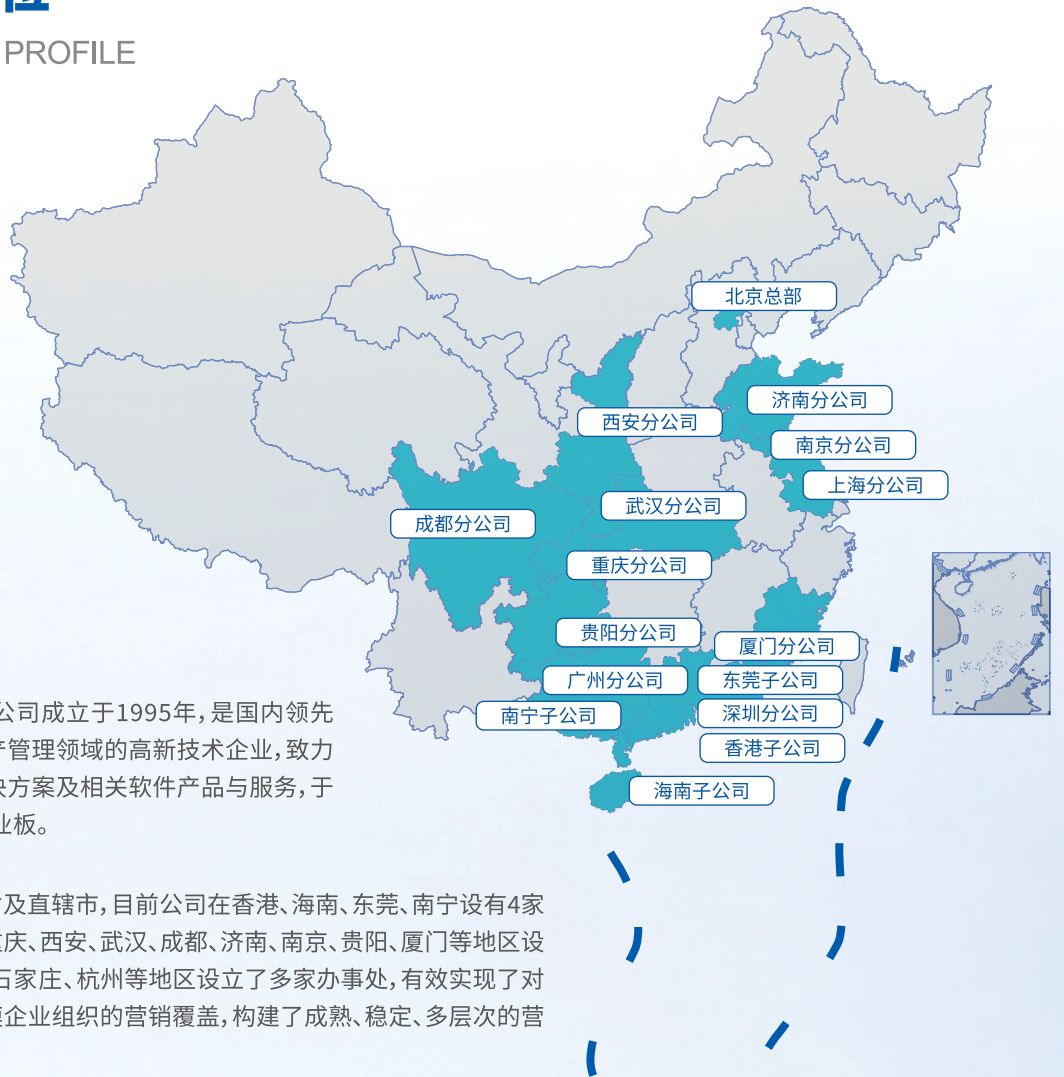 PROFILE
北京总部
济南分公司
西安分公司
南京分公司
上海分公司
武汉分公司
成都分公司
重庆分公司
贵阳分公司
厦门分公司
广州分公司
东莞子公司
南宁子公司
深圳分公司
香港子公司
海南子公司
公司成立于1995年，是国内领先
管理领域的高新技术企业，致力
方案及相关软件产品与服务，于
业板。
及直辖市，目前公司在香港、海南、东莞、南宁设有4家
庆、西安、武汉、成都、济南、南京、贵阳、厦门等地区设
石家庄、杭州等地区设立了多家办事处，有效实现了对
企业组织的营销覆盖，构建了成熟、稳定、多层次的营